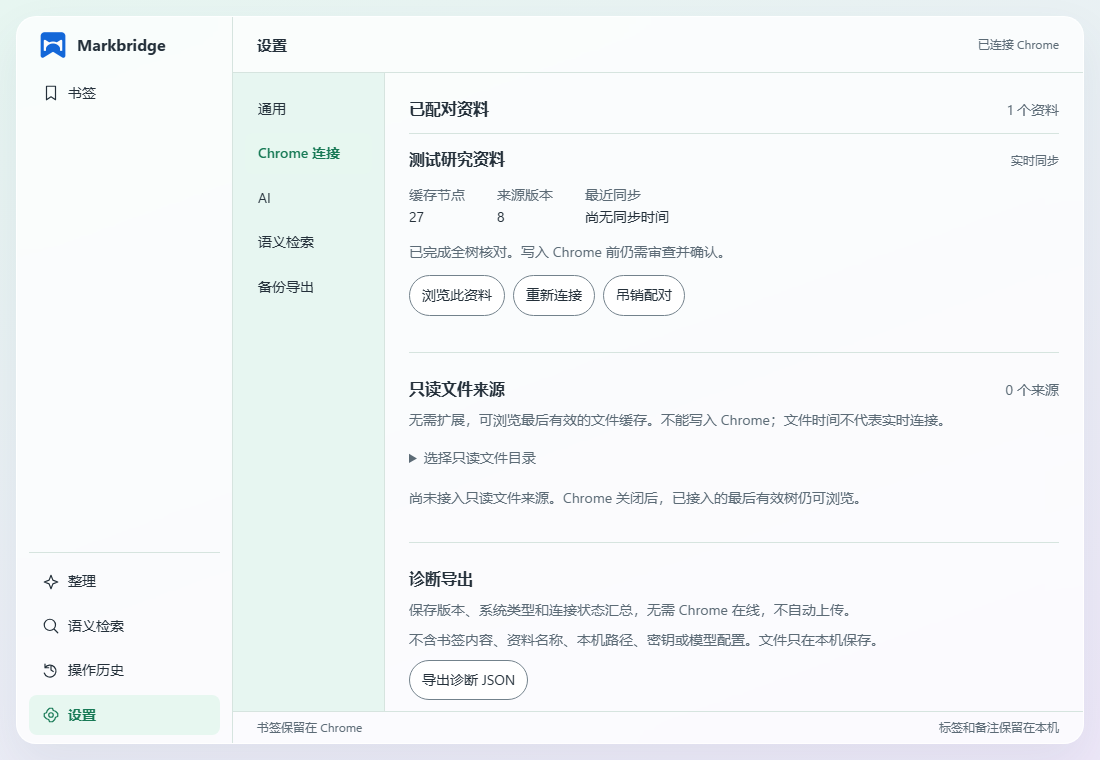 Markbridge
书签
整理
语义检索
操作历史
设置
设置
已连接 Chrome
通用
Chrome 连接
AI
语义检索
备份导出
已配对资料
1 个资料
测试研究资料
实时同步
缓存节点 来源版本 最近同步
27 8 尚无同步时间
已完成全树核对。写入 Chrome 前仍需审查并确认。
浏览此资料 重新连接 吊销配对
只读文件来源
0 个来源
无需扩展，可浏览最后有效的文件缓存。不能写入 Chrome；文件时间不代表实时连接。
选择只读文件目录
尚未接入只读文件来源。Chrome 关闭后，已接入的最后有效树仍可浏览。
诊断导出
保存版本、系统类型和连接状态汇总，无需 Chrome 在线，不自动上传。
不含书签内容、资料名称、本机路径、密钥或模型配置。文件只在本机保存。
导出诊断 JSON
书签保留在 Chrome
标签和备注保留在本机